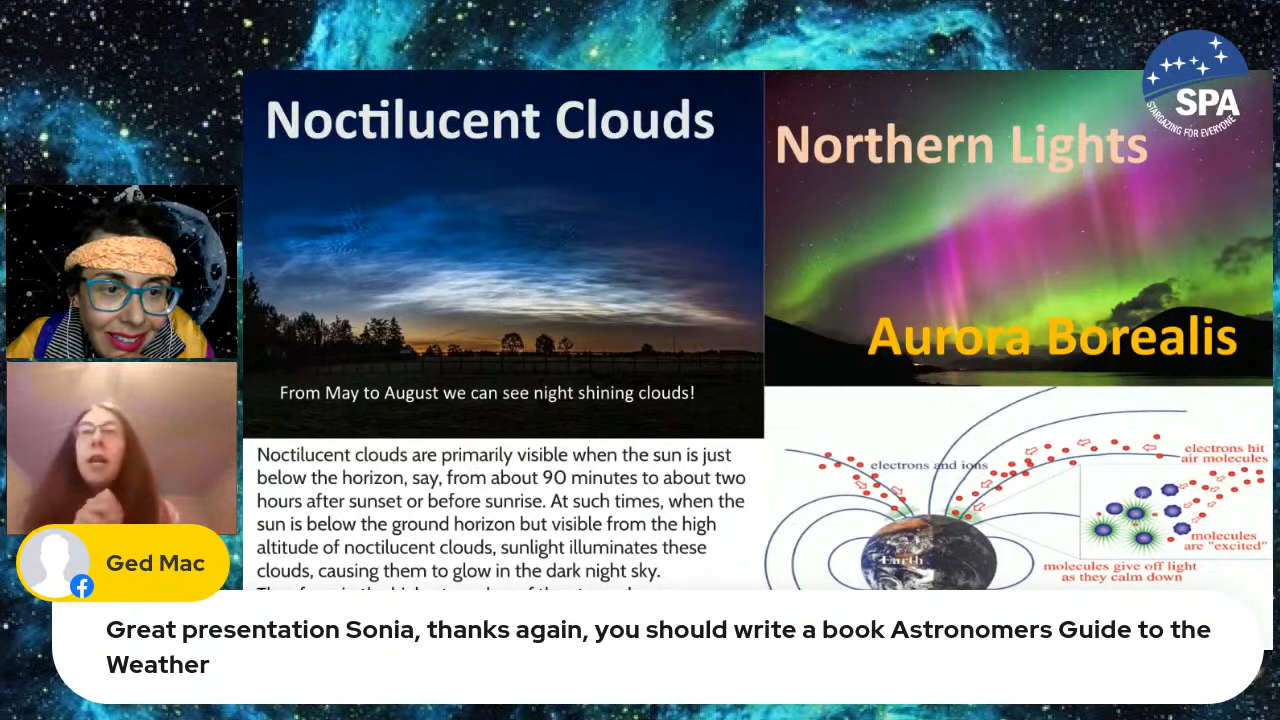 Noctilucent Clouds
From May to August we can see night shining clouds!
Noctilucent clouds are primarily visible when the sun is just
below the horizon, say, from about 90 minutes to about two
hours after sunset or before sunrise. At such times, when the
sun is below the ground horizon but visible from the high
altitude of noctilucent clouds, sunlight illuminates these
clouds, causing them to glow in the dark night sky.
Northern Lights
Aurora Borealis
SPA
STARGAZING FOR EVERYONE
electrons and ions
electrons hit
air molecules
Earth
molecules
are "excited"
molecules give off light
as they calm down
Ged Mac
Great presentation Sonia, thanks again, you should write a book Astronomers Guide to the
Weather